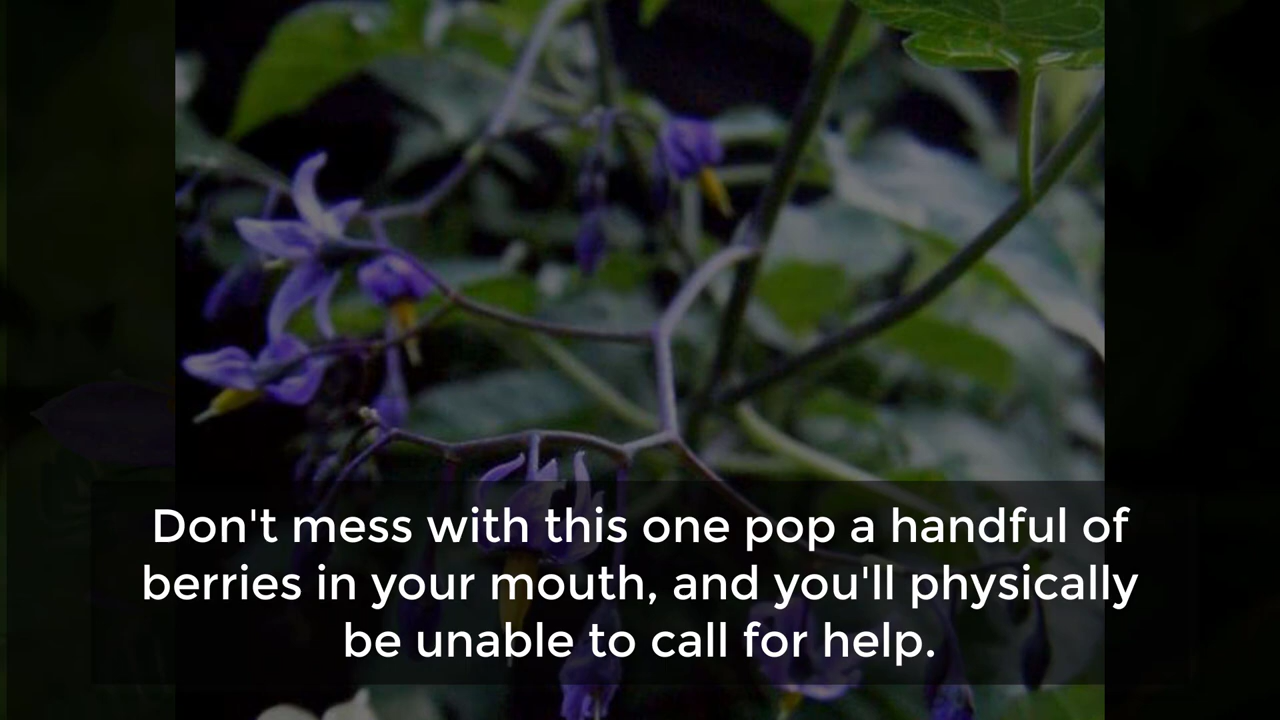 Don't mess with this one pop a handful of
berries in your mouth, and you'll physically
be unable to call for help.